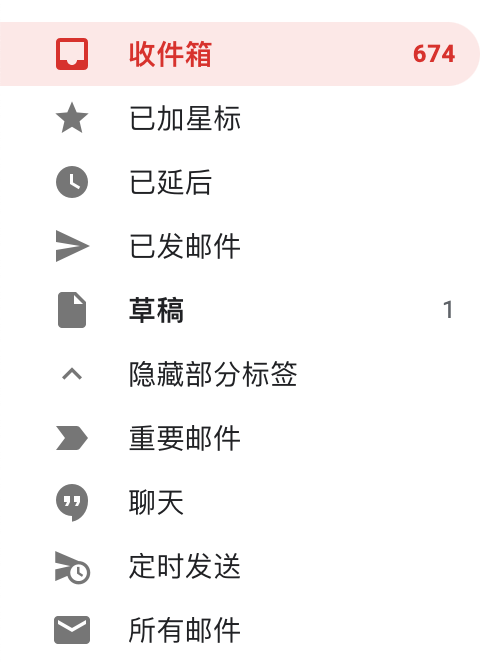 收件箱 674
已加星标
已延后
已发邮件
草稿 1
隐藏部分标签
重要邮件
聊天
定时发送
所有邮件